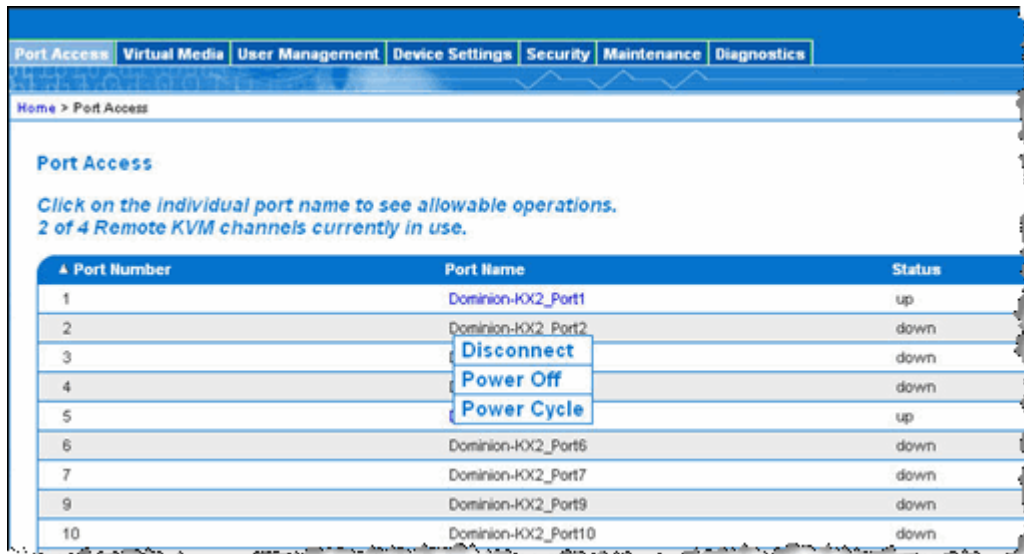 Port Access Virtual Media User Management Device Settings Security Maintenance Diagnostics
Home > Port Access
Port Access
Click on the individual port name to see allowable operations.
2 of 4 Remote KVM channels currently in use.
▲ Port Number Port Name Status
1 Dominion-KX2_Port1 up
2 Dominion-KX2_Port2 down
Disconnect
3 down
Power Off
4 down
Power Cycle
5 up
6 Dominion-KX2_Port6 down
7 Dominion-KX2_Port7 down
9 Dominion-KX2_Port9 down
10 Dominion-KX2_Port10 down